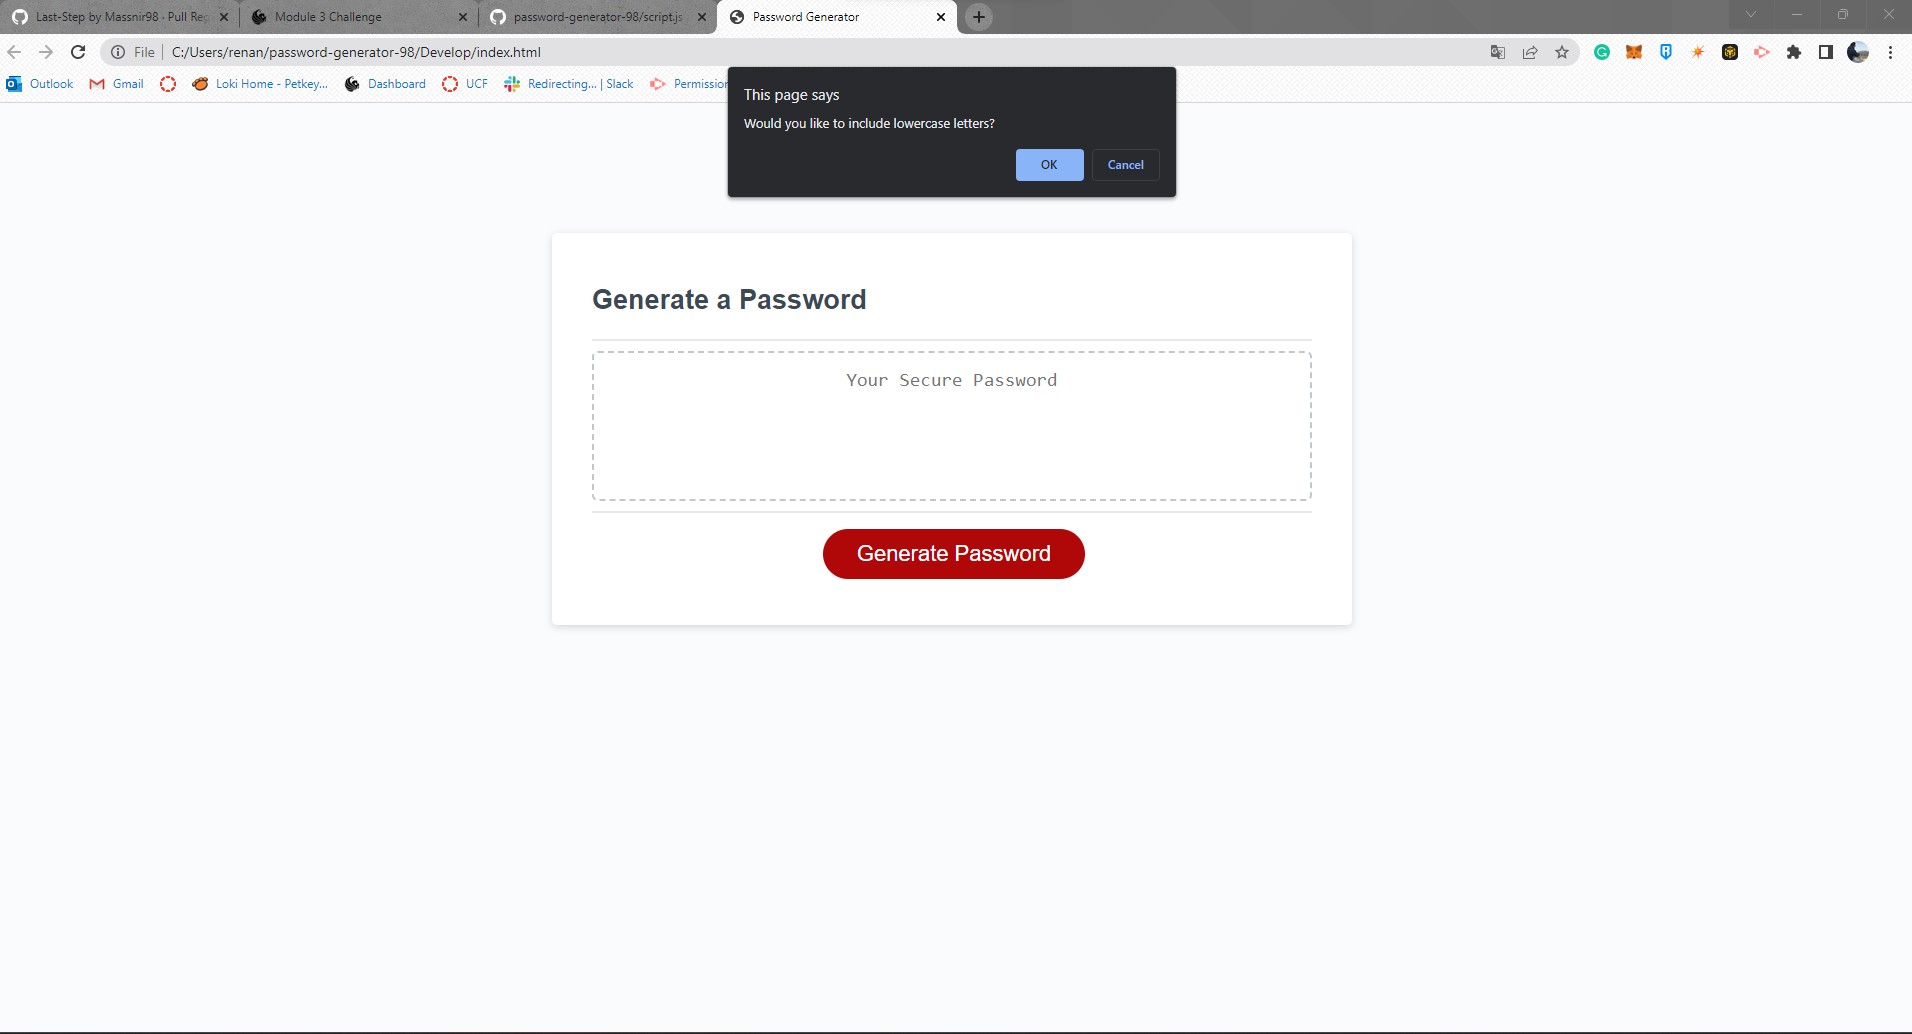 Last-Step by Massnir98 · Pull Re
Module 3 Challenge
password-generator-98/script.js
Password Generator
File
C:/Users/renan/password-generator-98/Develop/index.html
Outlook
Gmail
Loki Home - Petkey...
Dashboard
UCF
Redirecting... | Slack
Permission
This page says
Would you like to include lowercase letters?
OK
Cancel
Generate a Password
Your Secure Password
Generate Password